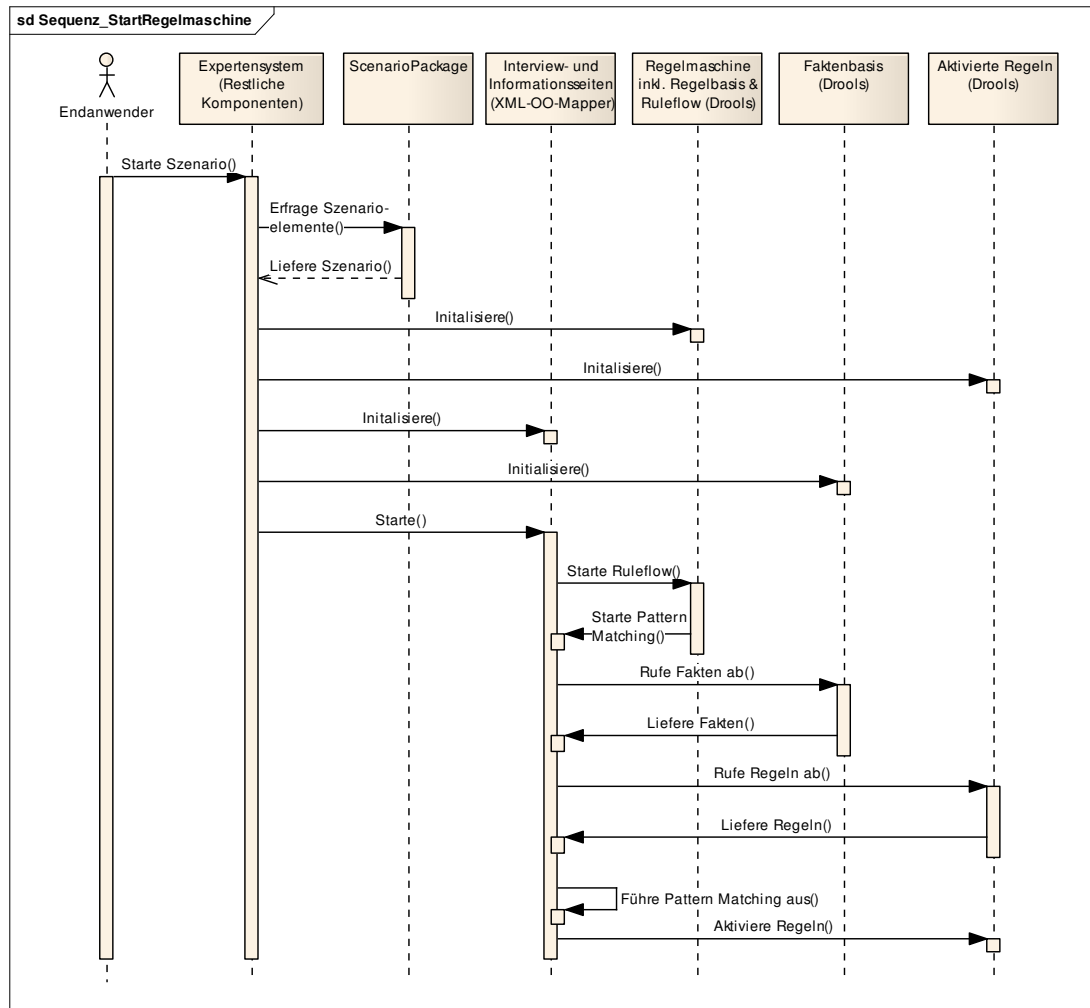 sd Sequenz_StartRegelmaschine
Endanwender
Expertensystem
(Restliche
Komponenten)
ScenarioPackage
Interview- und
Informationsseiten
(XML-OO-Mapper)
Regelmaschine
inkl. Regelbasis &
Ruleflow (Drools)
Faktenbasis
(Drools)
Aktivierte Regeln
(Drools)
Starte Szenario()
Erfrage Szenario-
elemente()
Liefere Szenario()
Initalisiere()
Initalisiere()
Initalisiere()
Initialisiere()
Starte()
Starte Ruleflow()
Starte Pattern
Matching()
Rufe Fakten ab()
Liefere Fakten()
Rufe Regeln ab()
Liefere Regeln()
Führe Pattern Matching aus()
Aktiviere Regeln()